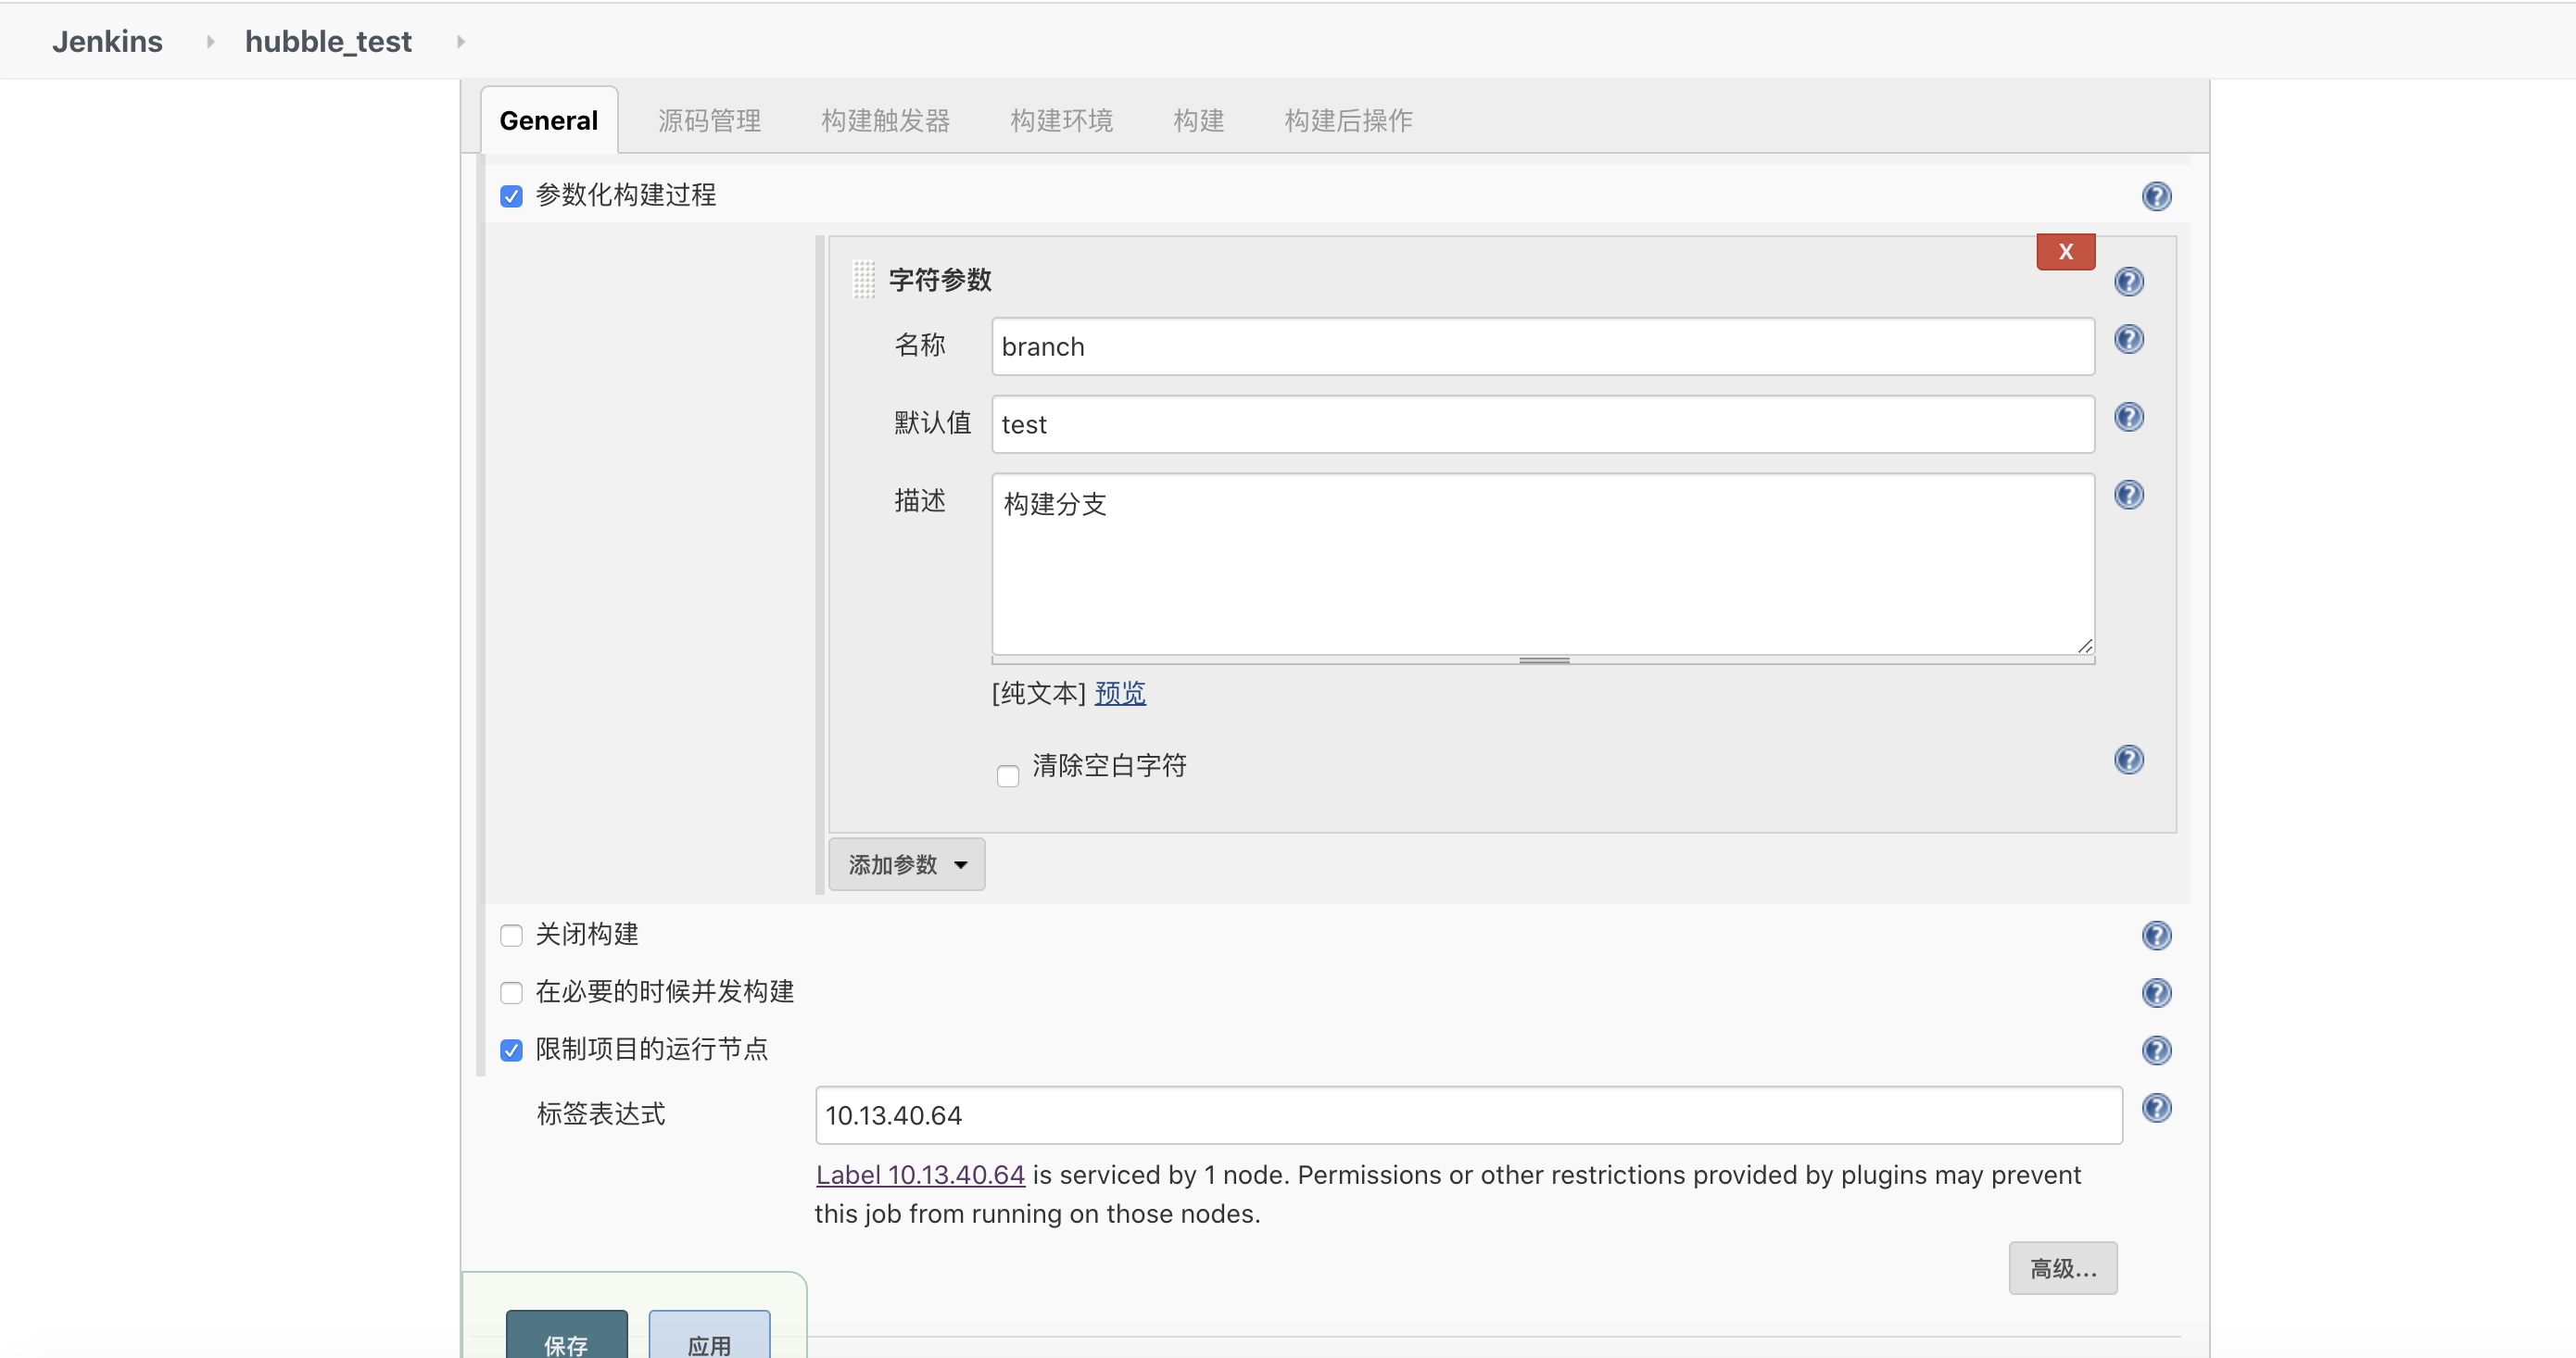 Jenkins hubble_test
General 源码管理 构建触发器 构建环境 构建 构建后操作
参数化构建过程
X
字符参数
名称 branch
默认值 test
描述 构建分支
[纯文本] 预览
清除空白字符
添加参数
关闭构建
在必要的时候并发构建
限制项目的运行节点
标签表达式 10.13.40.64
Label 10.13.40.64 is serviced by 1 node. Permissions or other restrictions provided by plugins may prevent
this job from running on those nodes.
高级...
保存 应用